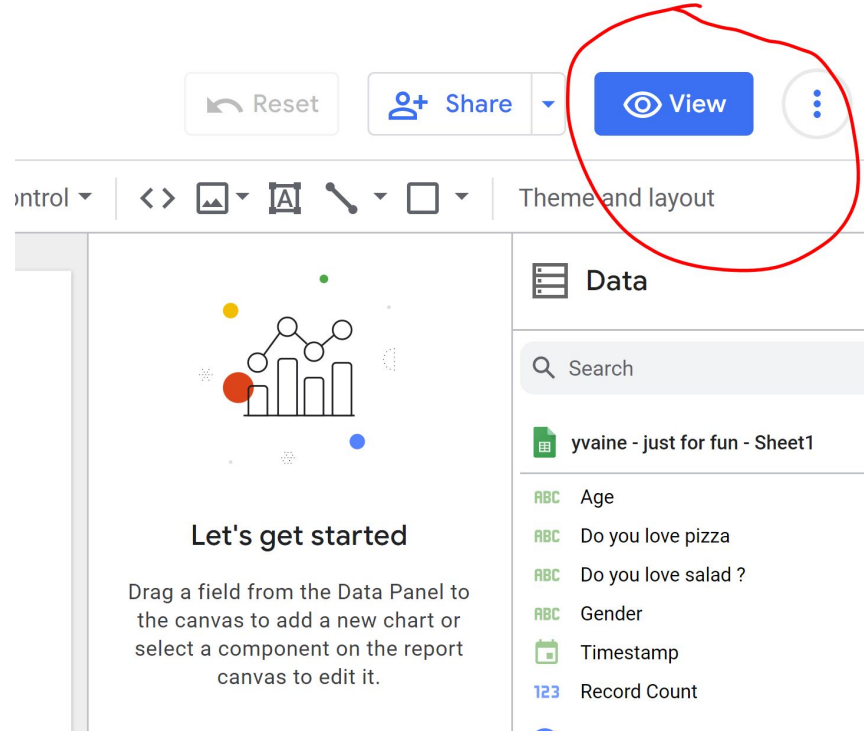 Reset
Share
View
ontrol
A
Theme and layout
Data
Search
yvaine - just for fun - Sheet1
ABC Age
ABC Do you love pizza
ABC Do you love salad ?
ABC Gender
Timestamp
123 Record Count
Let's get started
Drag a field from the Data Panel to
the canvas to add a new chart or
select a component on the report
canvas to edit it.